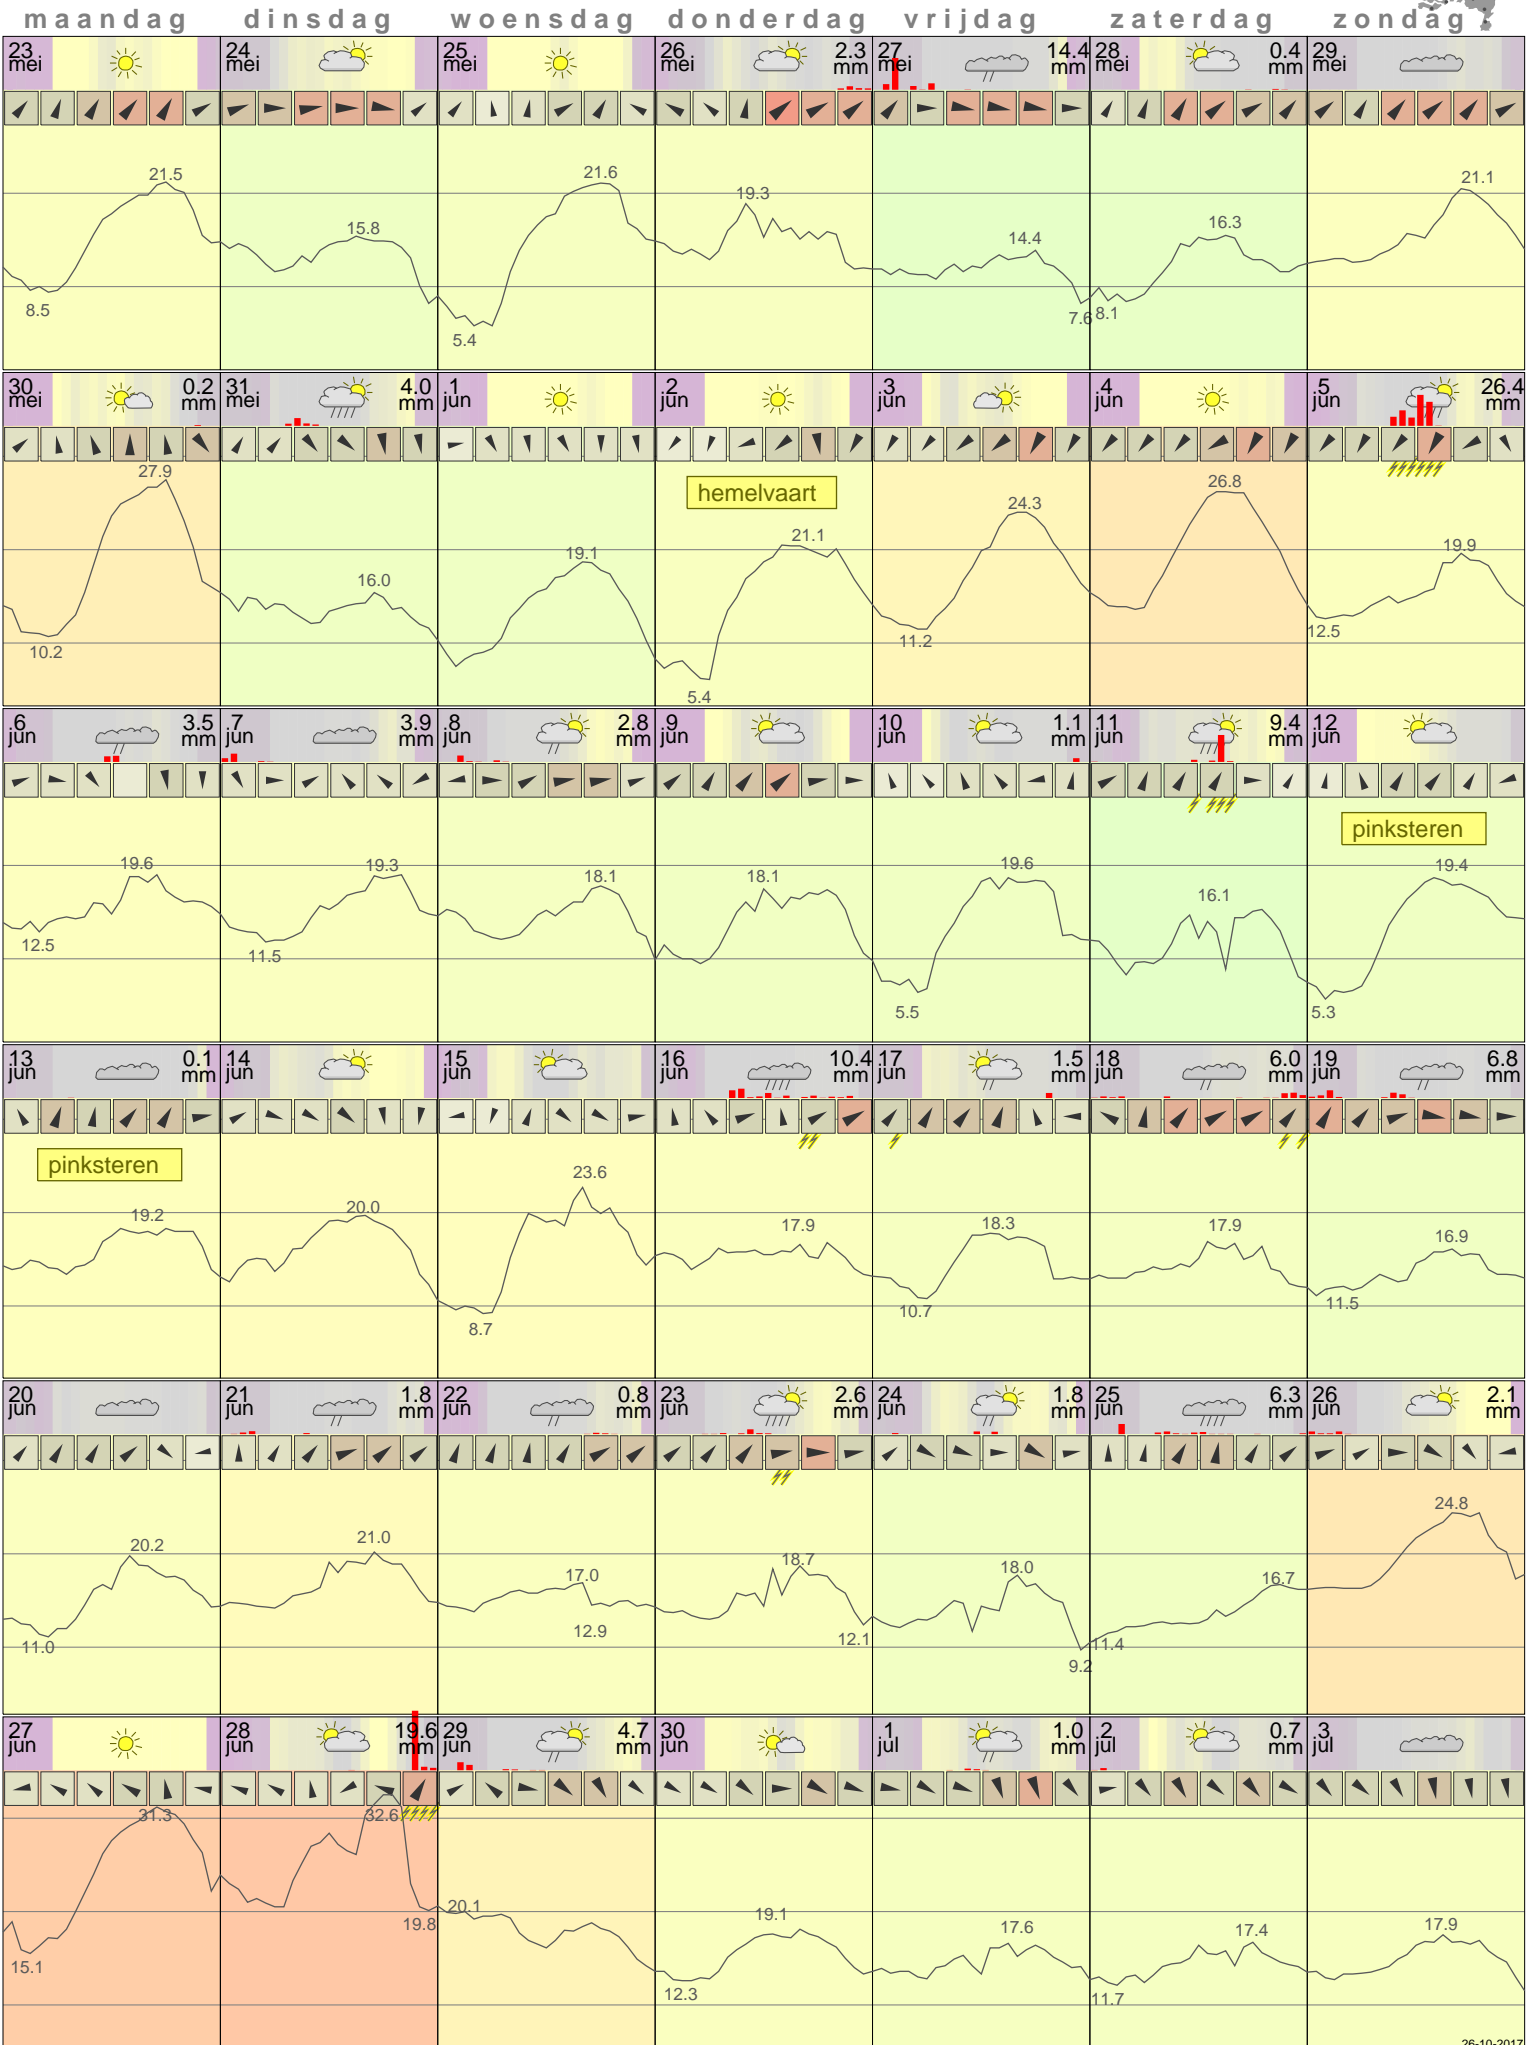 maandag dinsdag woensdag donderdag vrijdag zaterdag zondag
23 24 25 26 2.3 27 14.4 28 0.4 29
mei mei mei mei mm mei mm mei mm mei
21.5 15.8 21.6 19.3 14.4 16.3 21.1
8.5 5.4 7.6 8.1
30 0.2 31 4.0 1 2 3 4 5 26.4
mei mm mei mm jun jun jun jun jun mm
27.9 16.0 19.1 21.1 24.3 26.8 19.9
hemelvaart
10.2 5.4 11.2 12.5
6 3.5 7 3.9 8 2.8 9 10 1.1 11 9.4 12
jun mm jun mm jun mm jun jun mm jun mm jun
pinksteren
19.6 19.3 18.1 18.1 19.6 16.1 19.4
12.5 11.5 5.5 5.3
13 0.1 14 15 16 10.4 17 1.5 18 6.0 19 6.8
jun mm jun jun jun mm jun mm jun mm jun mm
pinksteren
19.2 20.0 23.6 17.9 18.3 17.9 16.9
8.7 10.7 11.5
20 21 1.8 22 0.8 23 2.6 24 1.8 25 6.3 26 2.1
jun jun mm jun mm jun mm jun mm jun mm jun mm
20.2 21.0 17.0 18.7 18.0 16.7 24.8
11.0 12.9 12.1 9.2 11.4
27 28 19.6 29 4.7 30 1 1.0 2 0.7 3
jun jun mm jun mm jun jul mm jul mm jul
31.3 32.6 20.1 19.1 17.6 17.4 17.9
15.1 19.8 12.3 11.7
26-10-2017